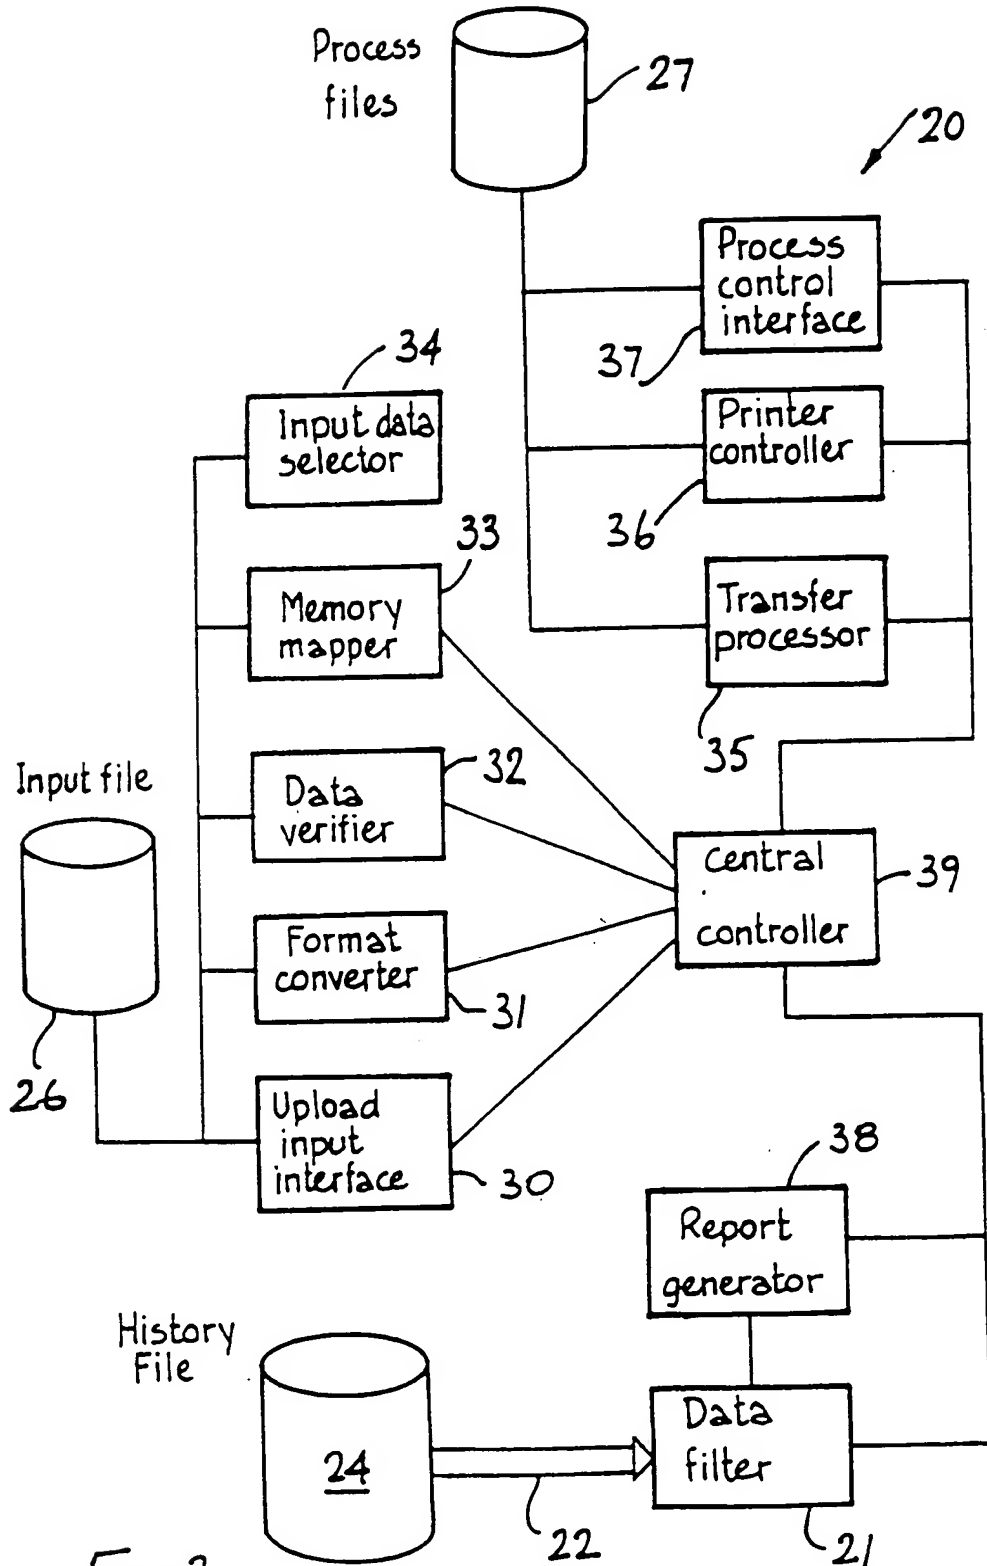 Process
files
27
20
Process
control
interface
37
34
Input data
selector
Printer
controller
36
33
Memory
mapper
Transfer
processor
35
Input file
32
Data
verifier
Central
controller
39
Format
converter
31
26
Upload
input
interface
30
38
Report
generator
History
File
24
22
Data
filter
21